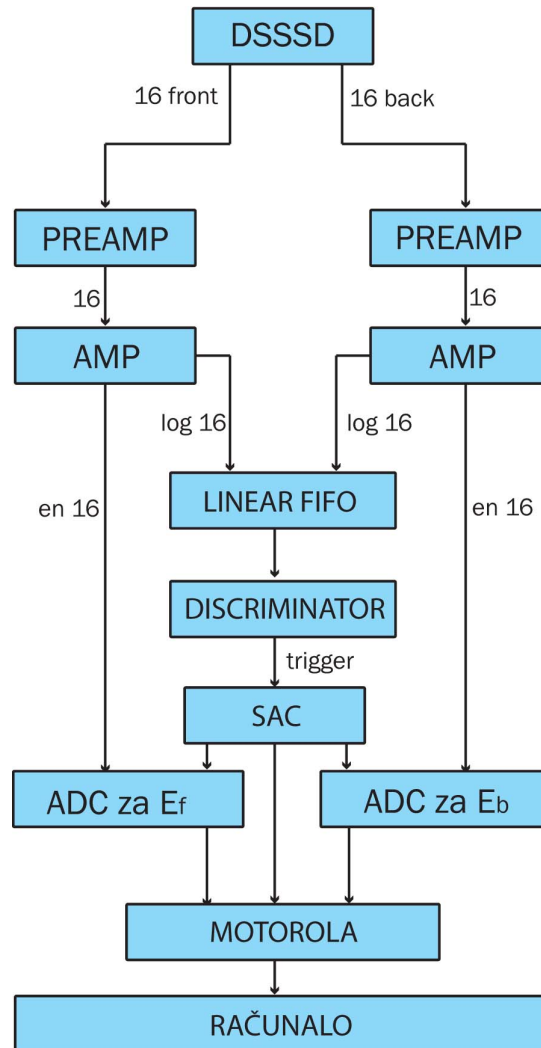 DSSSD
16 front
16 back
PREAMP
PREAMP
16
16
AMP
AMP
log 16
log 16
en 16
LINEAR FIFO
en 16
DISCRIMINATOR
trigger
SAC
ADC za Ef
ADC za Eb
MOTOROLA
RAČUNALO